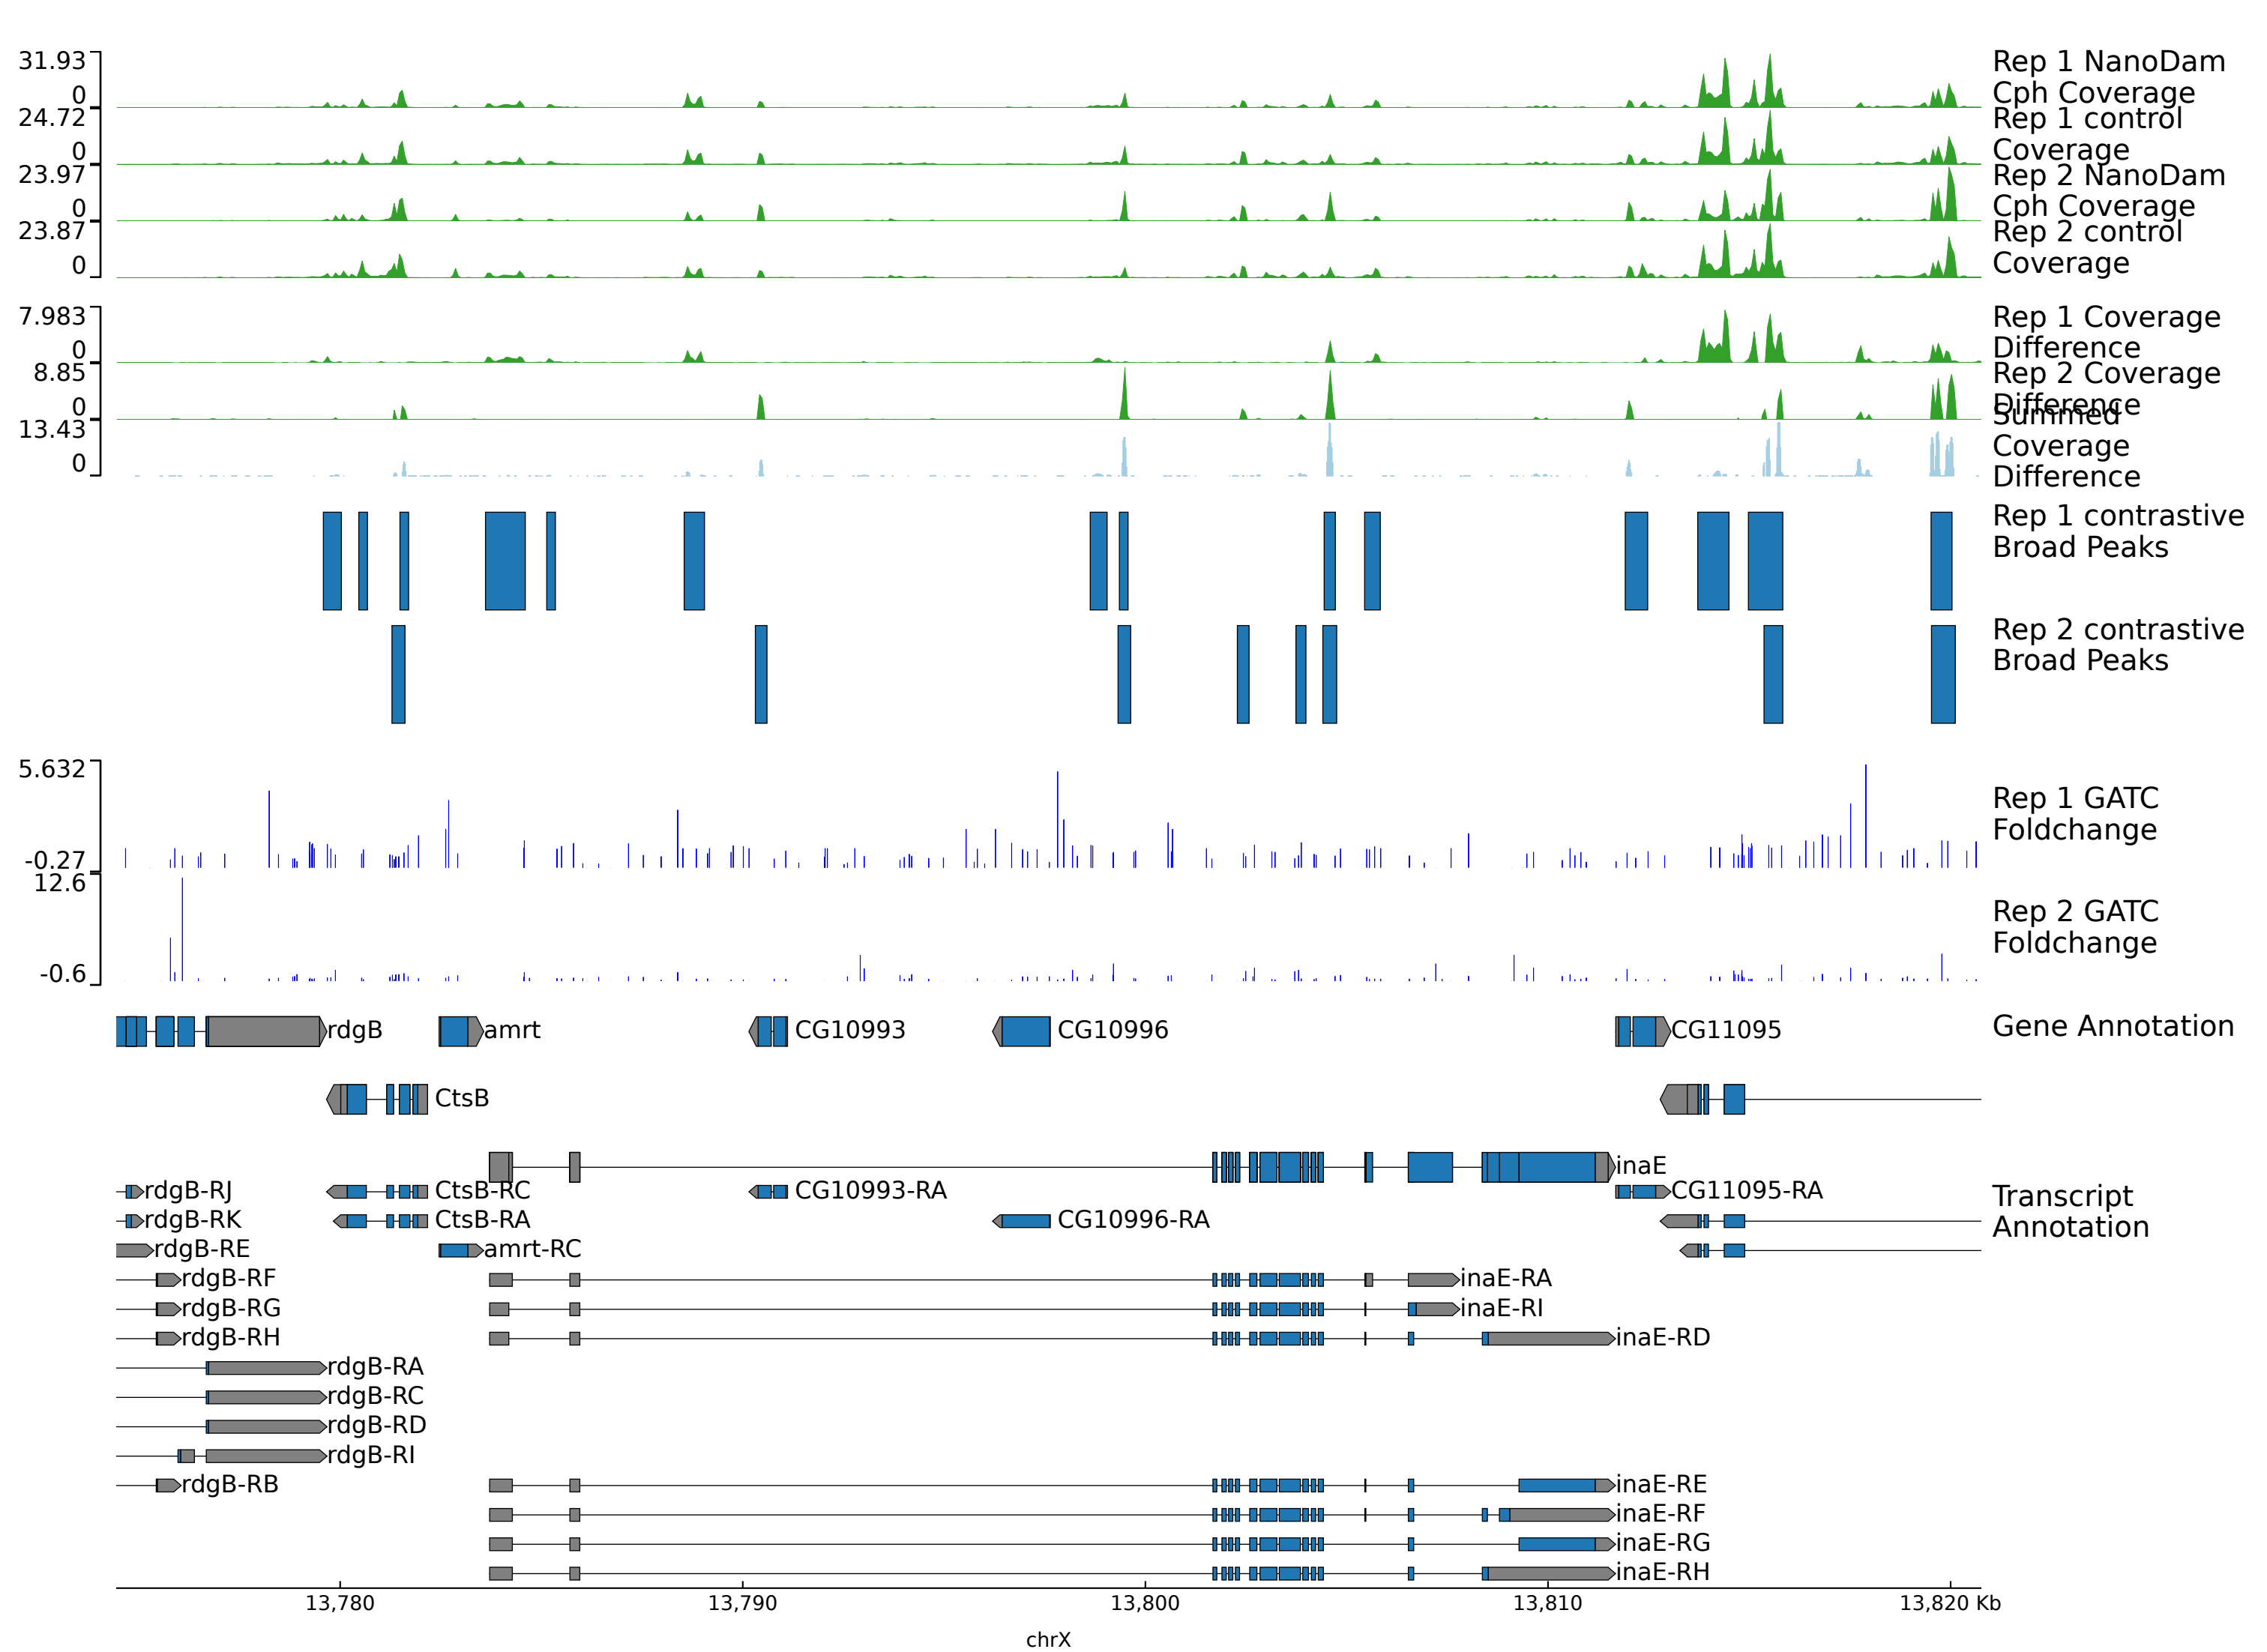 31.93
0
Rep 1 NanoDam
Cph Coverage
24.72
0
Rep 1 control
Coverage
23.97
0
Rep 2 NanoDam
Cph Coverage
23.87
0
Rep 2 control
Coverage
7.983
0
Rep 1 Coverage
Difference
8.85
0
Rep 2 Coverage
Difference
13.43
0
Summed
Coverage
Difference
Rep 1 contrastive
Broad Peaks
Rep 2 contrastive
Broad Peaks
5.632
-0.27
Rep 1 GATC
Foldchange
12.6
-0.6
Rep 2 GATC
Foldchange
rdgB amrt CG10993 CG10996 CG11095
Gene Annotation
CtsB
inaE
rdgB-RJ CtsB-RC CG10993-RA CG11095-RA
Transcript
Annotation
rdgB-RK CtsB-RA CG10996-RA
rdgB-RE amrt-RC
rdgB-RF inaE-RA
rdgB-RG inaE-RI
rdgB-RH inaE-RD
rdgB-RA
rdgB-RC
rdgB-RD
rdgB-RI
rdgB-RB inaE-RE
inaE-RF
inaE-RG
inaE-RH
13,780 13,790 13,800 13,810 13,820 Kb
chrX